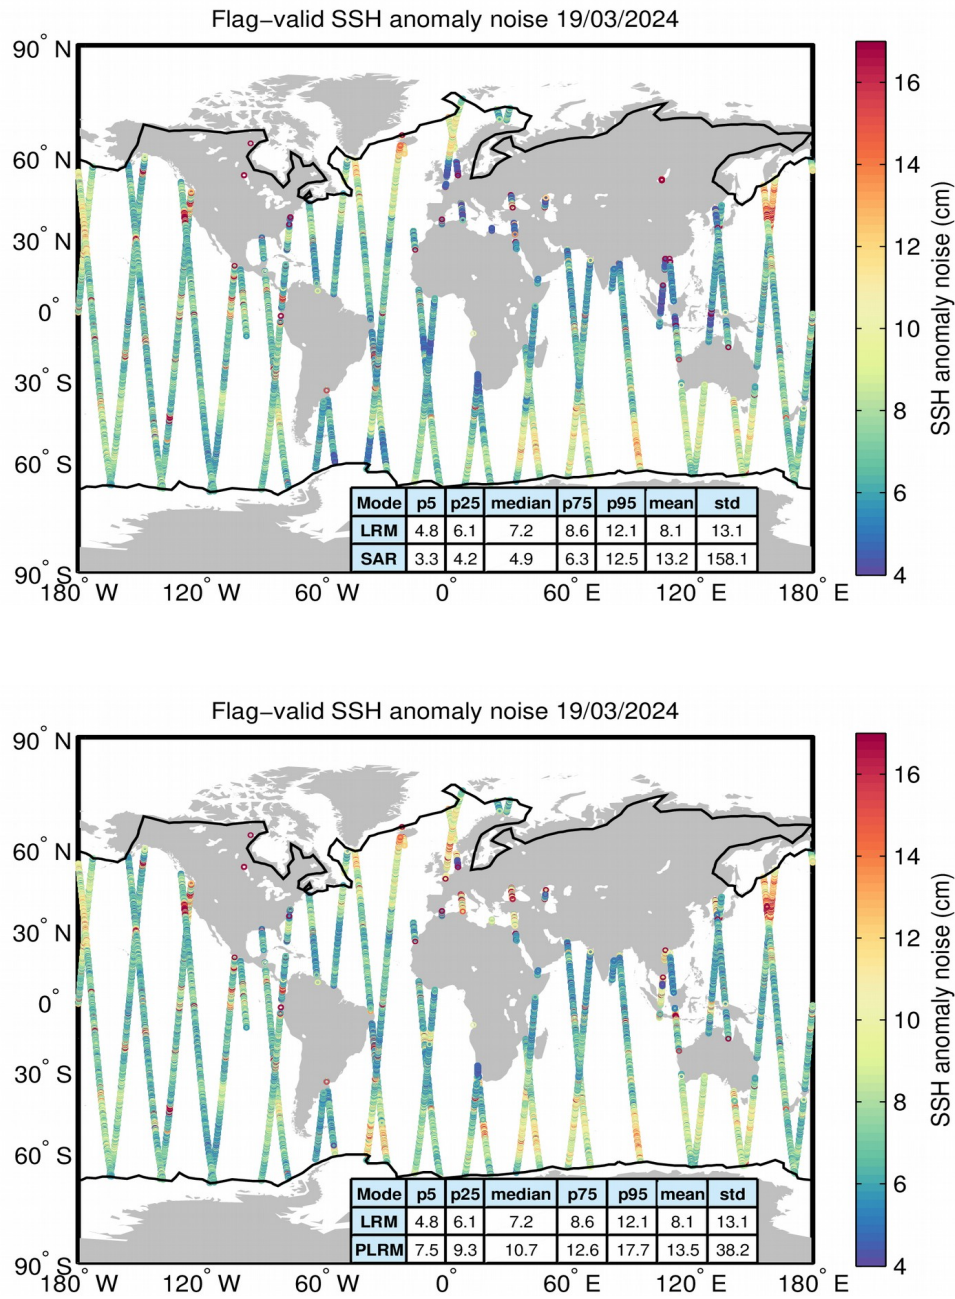 Flag−valid SSH anomaly noise 19/03/2024
90° N
60° N
30° N
0°
30° S
60° S
90° S
180° W
120° W
60° W
0°
60° E
120° E
180° E
16
14
12
10
8
6
4
SSH anomaly noise (cm)
Mode p5 p25 median p75 p95 mean std
LRM 4.8 6.1 7.2 8.6 12.1 8.1 13.1
SAR 3.3 4.2 4.9 6.3 12.5 13.2 158.1
Flag−valid SSH anomaly noise 19/03/2024
90° N
60° N
30° N
0°
30° S
60° S
90° S
180° W
120° W
60° W
0°
60° E
120° E
180° E
16
14
12
10
8
6
4
SSH anomaly noise (cm)
Mode p5 p25 median p75 p95 mean std
LRM 4.8 6.1 7.2 8.6 12.1 8.1 13.1
PLRM 7.5 9.3 10.7 12.6 17.7 13.5 38.2